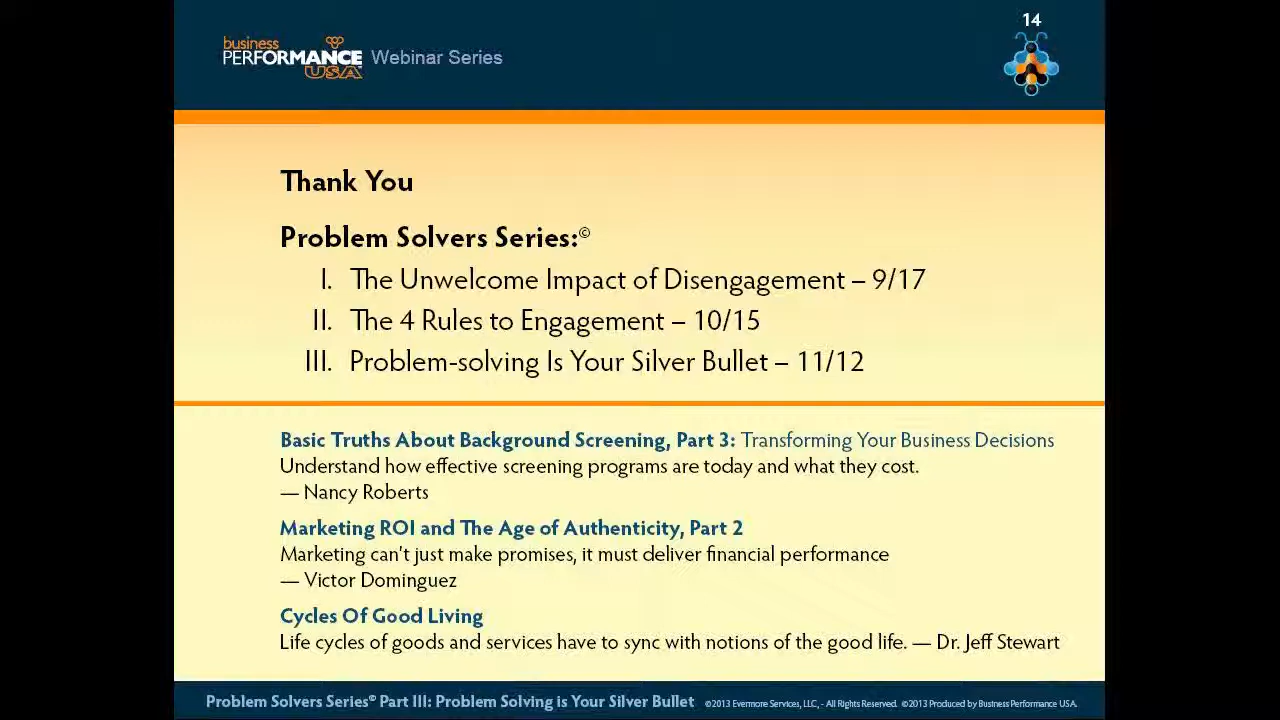 14
business
PERFORMANCE
USA
Webinar Series
Thank You
Problem Solvers Series:©
I. The Unwelcome Impact of Disengagement – 9/17
II. The 4 Rules to Engagement – 10/15
III. Problem-solving Is Your Silver Bullet – 11/12
Basic Truths About Background Screening, Part 3: Transforming Your Business Decisions
Understand how effective screening programs are today and what they cost.
— Nancy Roberts
Marketing ROI and The Age of Authenticity, Part 2
Marketing can't just make promises, it must deliver financial performance
— Victor Dominguez
Cycles Of Good Living
Life cycles of goods and services have to sync with notions of the good life. — Dr. Jeff Stewart
Problem Solvers Series© Part III: Problem Solving is Your Silver Bullet ©2013 Evermore Services, LLC, - All Rights Reserved. ©2013 Produced by Business Performance USA.